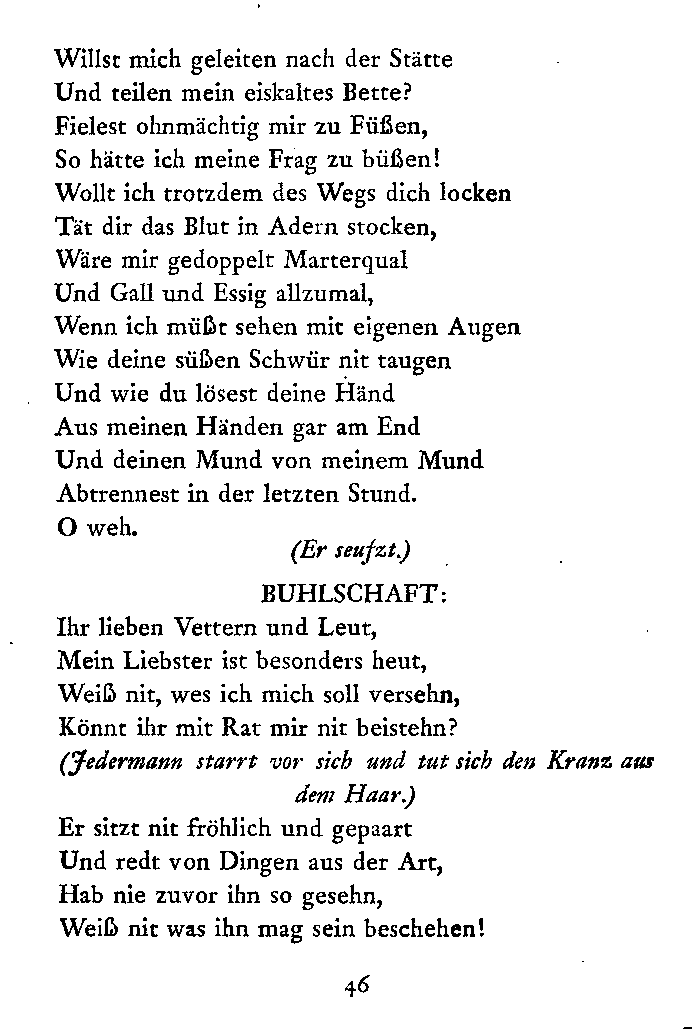 Willst mich geleiten nach der Stätte
Und teilen mein eiskaltes Bette?
Fielest ohnmächtig mir zu Füßen,
So hätte ich meine Frag zu büßen!
Wollt ich trotzdem des Wegs dich locken
Tät dir das Blut in Adern stocken,
Wäre mir gedoppelt Marterqual
Und Gall und Essig allzumal,
Wenn ich müßt sehen mit eigenen Augen
Wie deine süßen Schwür nit taugen
Und wie du lösest deine Händ
Aus meinen Händen gar am End
Und deinen Mund von meinem Mund
Abtrennest in der letzten Stund.
O weh.
(Er seufzt.)
BUHLSCHAFT:
Ihr lieben Vettern und Leut,
Mein Liebster ist besonders heut,
Weiß nit, wes ich mich soll versehn,
Könnt ihr mit Rat mir nit beistehn?
(Jedermann starrt vor sich und tut sich den Kranz aus
dem Haar.)
Er sitzt nit fröhlich und gepaart
Und redt von Dingen aus der Art,
Hab nie zuvor ihn so gesehn,
Weiß nit was ihn mag sein beschehen!
46